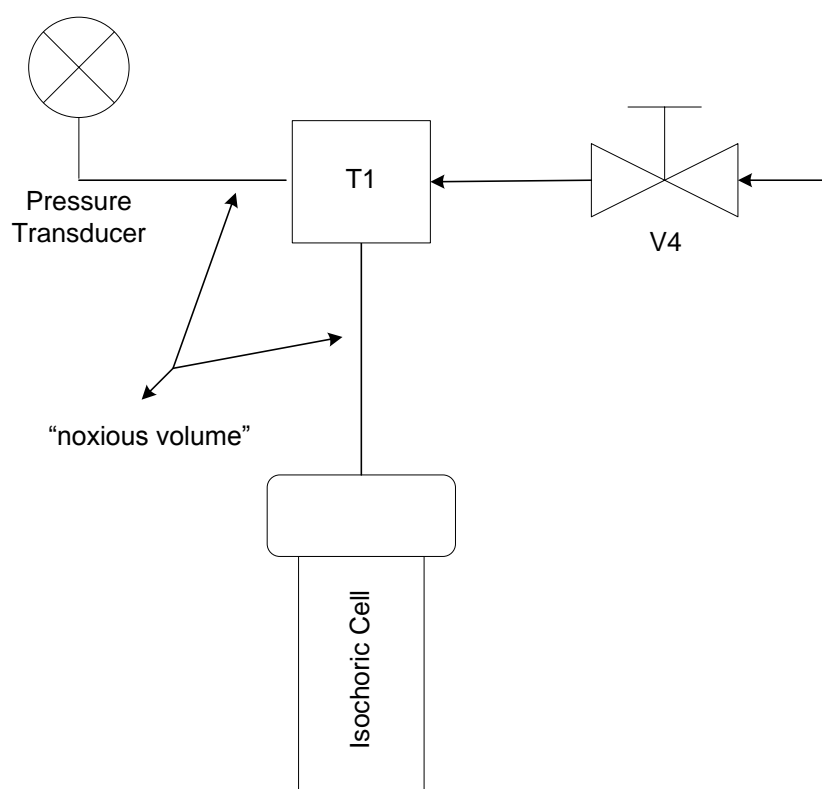 T1
Pressure
Transducer
V4
“noxious volume”
Isochoric Cell